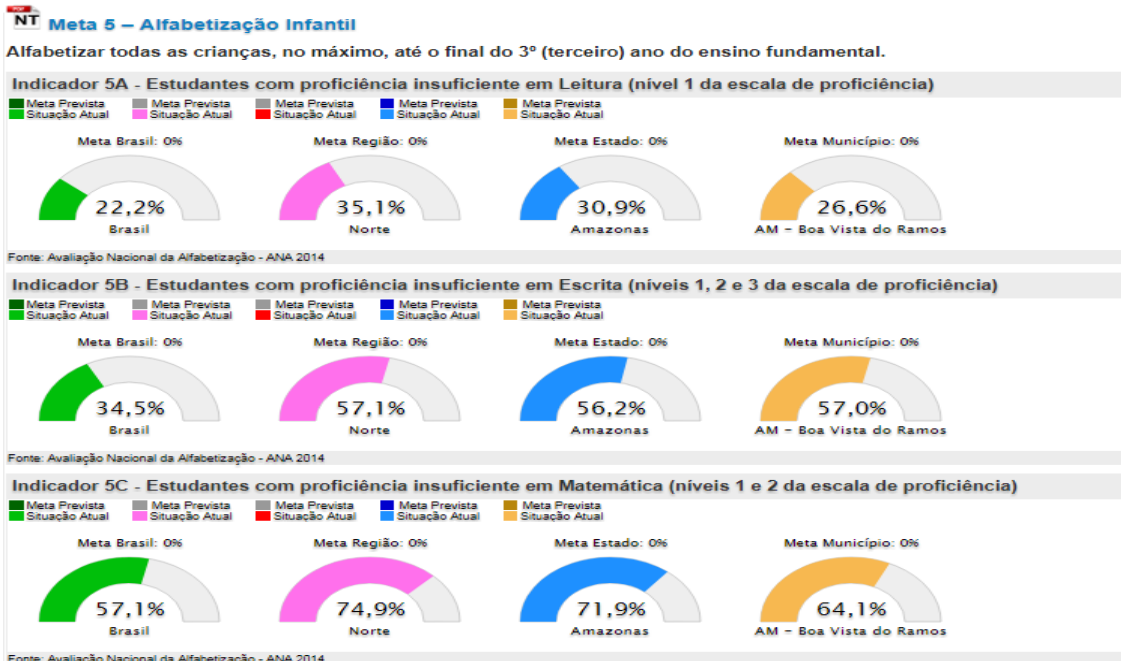 PDF
NT Meta 5 – Alfabetização Infantil
Alfabetizar todas as crianças, no máximo, até o final do 3º (terceiro) ano do ensino fundamental.
Indicador 5A - Estudantes com proficiência insuficiente em Leitura (nível 1 da escala de proficiência)
Meta Prevista Meta Prevista Meta Prevista Meta Prevista Meta Prevista
Situação Atual Situação Atual Situação Atual Situação Atual Situação Atual
Meta Brasil: 0% Meta Região: 0% Meta Estado: 0% Meta Município: 0%
22,2% 35,1% 30,9% 26,6%
Brasil Norte Amazonas AM – Boa Vista do Ramos
Fonte: Avaliação Nacional da Alfabetização - ANA 2014
Indicador 5B - Estudantes com proficiência insuficiente em Escrita (níveis 1, 2 e 3 da escala de proficiência)
Meta Prevista Meta Prevista Meta Prevista Meta Prevista Meta Prevista
Situação Atual Situação Atual Situação Atual Situação Atual Situação Atual
Meta Brasil: 0% Meta Região: 0% Meta Estado: 0% Meta Município: 0%
34,5% 57,1% 56,2% 57,0%
Brasil Norte Amazonas AM – Boa Vista do Ramos
Fonte: Avaliação Nacional da Alfabetização - ANA 2014
Indicador 5C - Estudantes com proficiência insuficiente em Matemática (níveis 1 e 2 da escala de proficiência)
Meta Prevista Meta Prevista Meta Prevista Meta Prevista Meta Prevista
Situação Atual Situação Atual Situação Atual Situação Atual Situação Atual
Meta Brasil: 0% Meta Região: 0% Meta Estado: 0% Meta Município: 0%
57,1% 74,9% 71,9% 64,1%
Brasil Norte Amazonas AM – Boa Vista do Ramos
Fonte: Avaliação Nacional da Alfabetização - ANA 2014